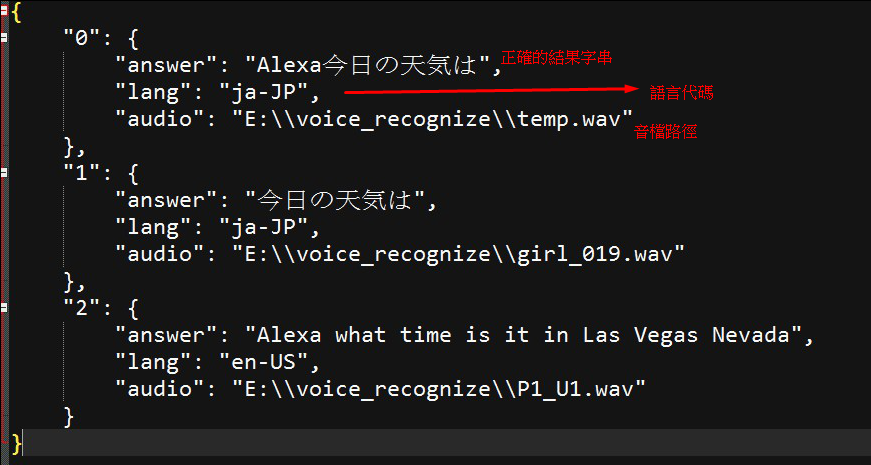 {
"0": {
"answer": "Alexa今日の天気は", 正確的結果字串
"lang": "ja-JP", 語言代碼
"audio": "E:\\voice_recognize\\temp.wav" 音檔路徑
},
"1": {
"answer": "今日の天気は",
"lang": "ja-JP",
"audio": "E:\\voice_recognize\\girl_019.wav"
},
"2": {
"answer": "Alexa what time is it in Las Vegas Nevada",
"lang": "en-US",
"audio": "E:\\voice_recognize\\P1_U1.wav"
}
}